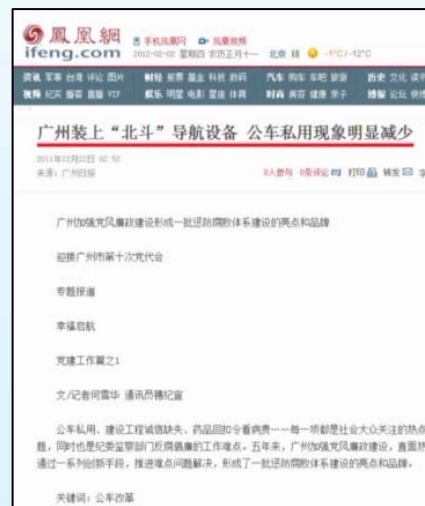 鳳凰網
ifeng.com
手机凤凰网 凤凰视频
2012-02-02 星期四 农历正月十一 北京 晴 -1°C/-12°C
资讯 军事 台湾 评论 图片 财经 股票 基金 科技 数码 汽车 购车 车吧 旅游 历史 文化 读书
视频 纪实 播客 直播 VIP 娱乐 明星 电影 星座 体育 时尚 美容 健康 亲子 博报 论坛
广州装上“北斗”导航设备 公车私用现象明显减少
2011年12月02日 02:52
来源:广州日报
0人参与 0条评论 打印 转发
广州加强党风廉政建设形成一批惩防腐败体系建设的亮点和品牌
迎接广州市第十次党代会
专题报道
幸福启航
党建工作篇之1
文/记者何雪华 通讯员穗纪宣
公车私用、建设工程诚信缺失、药品回扣令看病贵……每一项都是社会大众关注的热点
题,同时也是纪委监察部门反腐倡廉的工作难点。五年来,广州加强党风廉政建设,直面热
通过一系列创新手段,推进难点问题解决,形成了一批惩防腐败体系建设的亮点和品牌。
关键词:公车改革